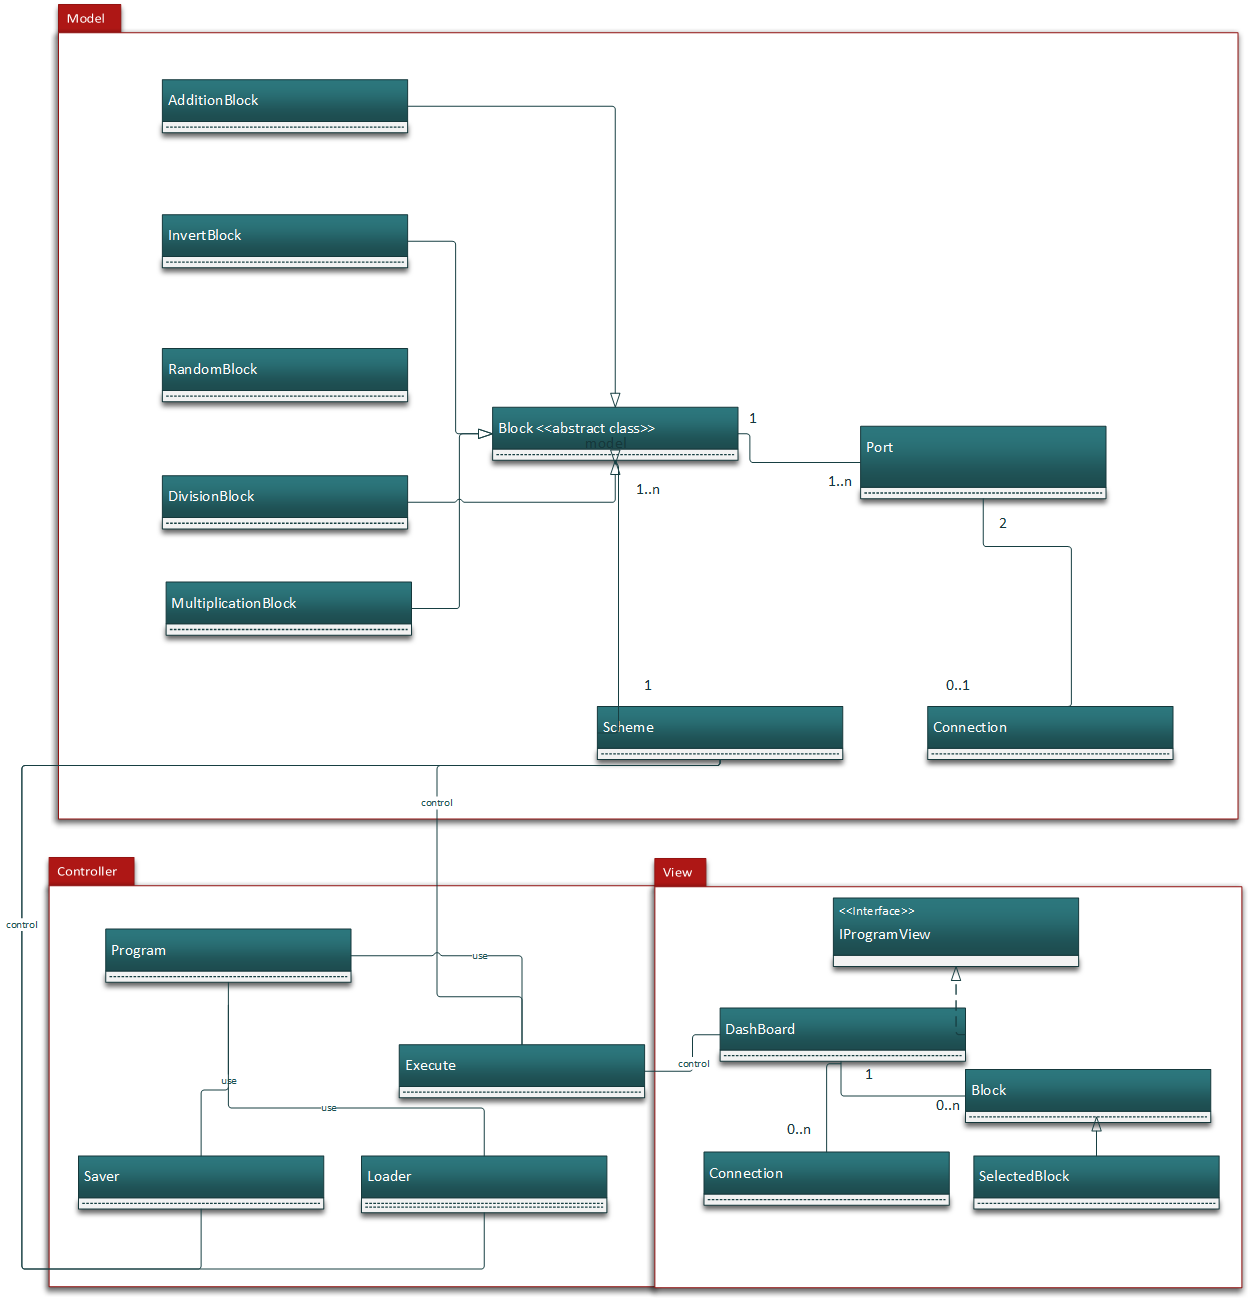 Model
AdditionBlock
InvertBlock
RandomBlock
Block <<abstract class>>
model
1
Port
1..n
DivisionBlock
1..n
2
MultiplicationBlock
1
0..1
Scheme
Connection
control
Controller
View
<<Interface>>
IProgramView
control
Program
use
DashBoard
Execute
control
1
Block
use
0..n
use
0..n
Saver
Loader
Connection
SelectedBlock